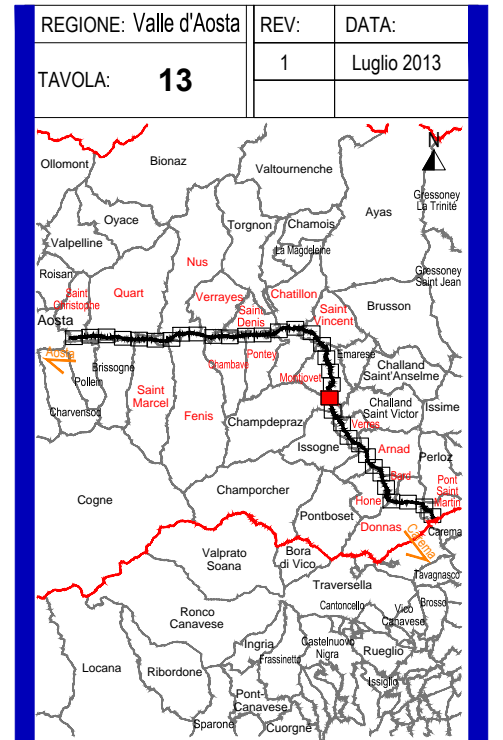 REGIONE: Valle d'Aosta
REV:
DATA:
TAVOLA: 13
1
Luglio 2013
N
Ollomont
Bionaz
Valtournenche
Gressoney
La Trinité
Ayas
Oyace
Torgnon
Chamois
Valpelline
La Magdeleine
Nus
Roisan
Gressoney
Saint Jean
Saint
Christophe
Quart
Verrayes
Chatillon
Saint
Denis
Saint
Vincent
Brusson
Aosta
Aosta
Emarese
Brissogne
Chambave
Pontey
Challand
Saint'Anselme
Pollein
Montjovet
Saint
Marcel
Charvensod
Fenis
Champdepraz
Challand
Saint Victor
Issime
Verres
Issogne
Arnad
Perloz
Bard
Pont
Saint
Martin
Champorcher
Hone
Cogne
Pontboset
Donnas
Carema
Carema
Valprato
Soana
Bora
di Vico
Tavagnasco
Traversella
Ronco
Canavese
Cantoncello
Vico
Canavese
Brosso
Ingria
Castelnuovo
Nigra
Rueglio
Frassinetto
Locana
Ribordone
Issiglio
Pont-
Canavese
Sparone
Cuorgne